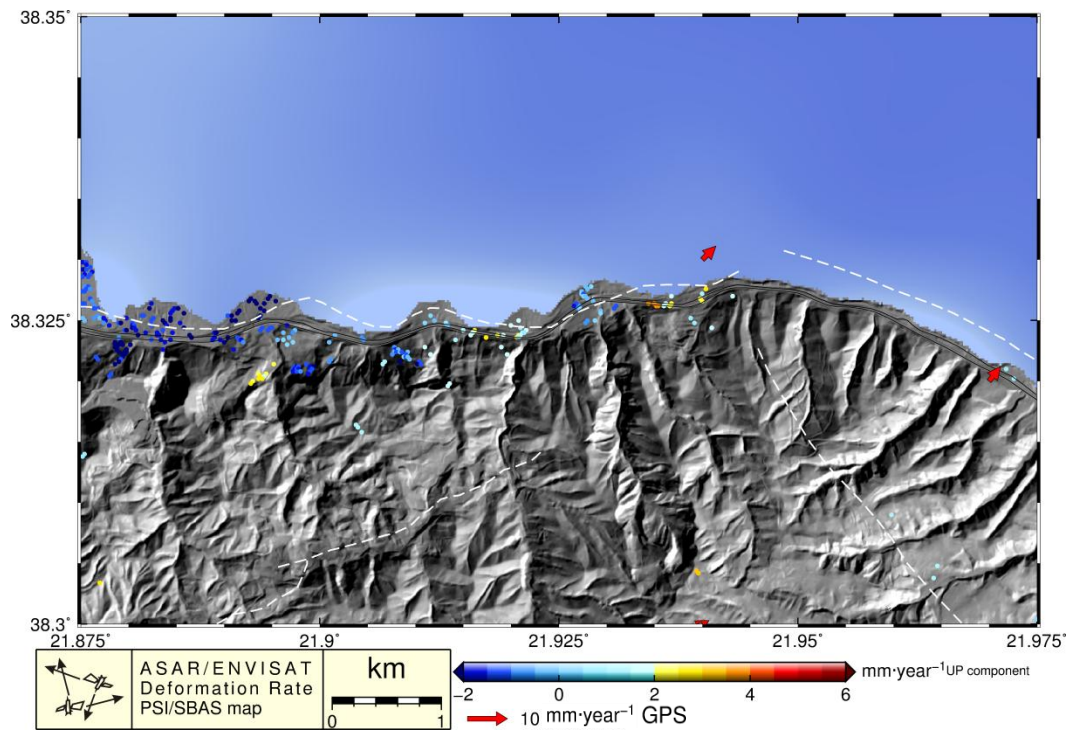 38.35°
38.325°
38.3°
21.875°
21.9°
21.925°
21.95°
21.975°
ASAR/ENVISAT
Deformation Rate
PSI/SBAS map
km
0
1
−2
0
2
4
6
mm·year⁻¹ UP component
10 mm·year⁻¹ GPS